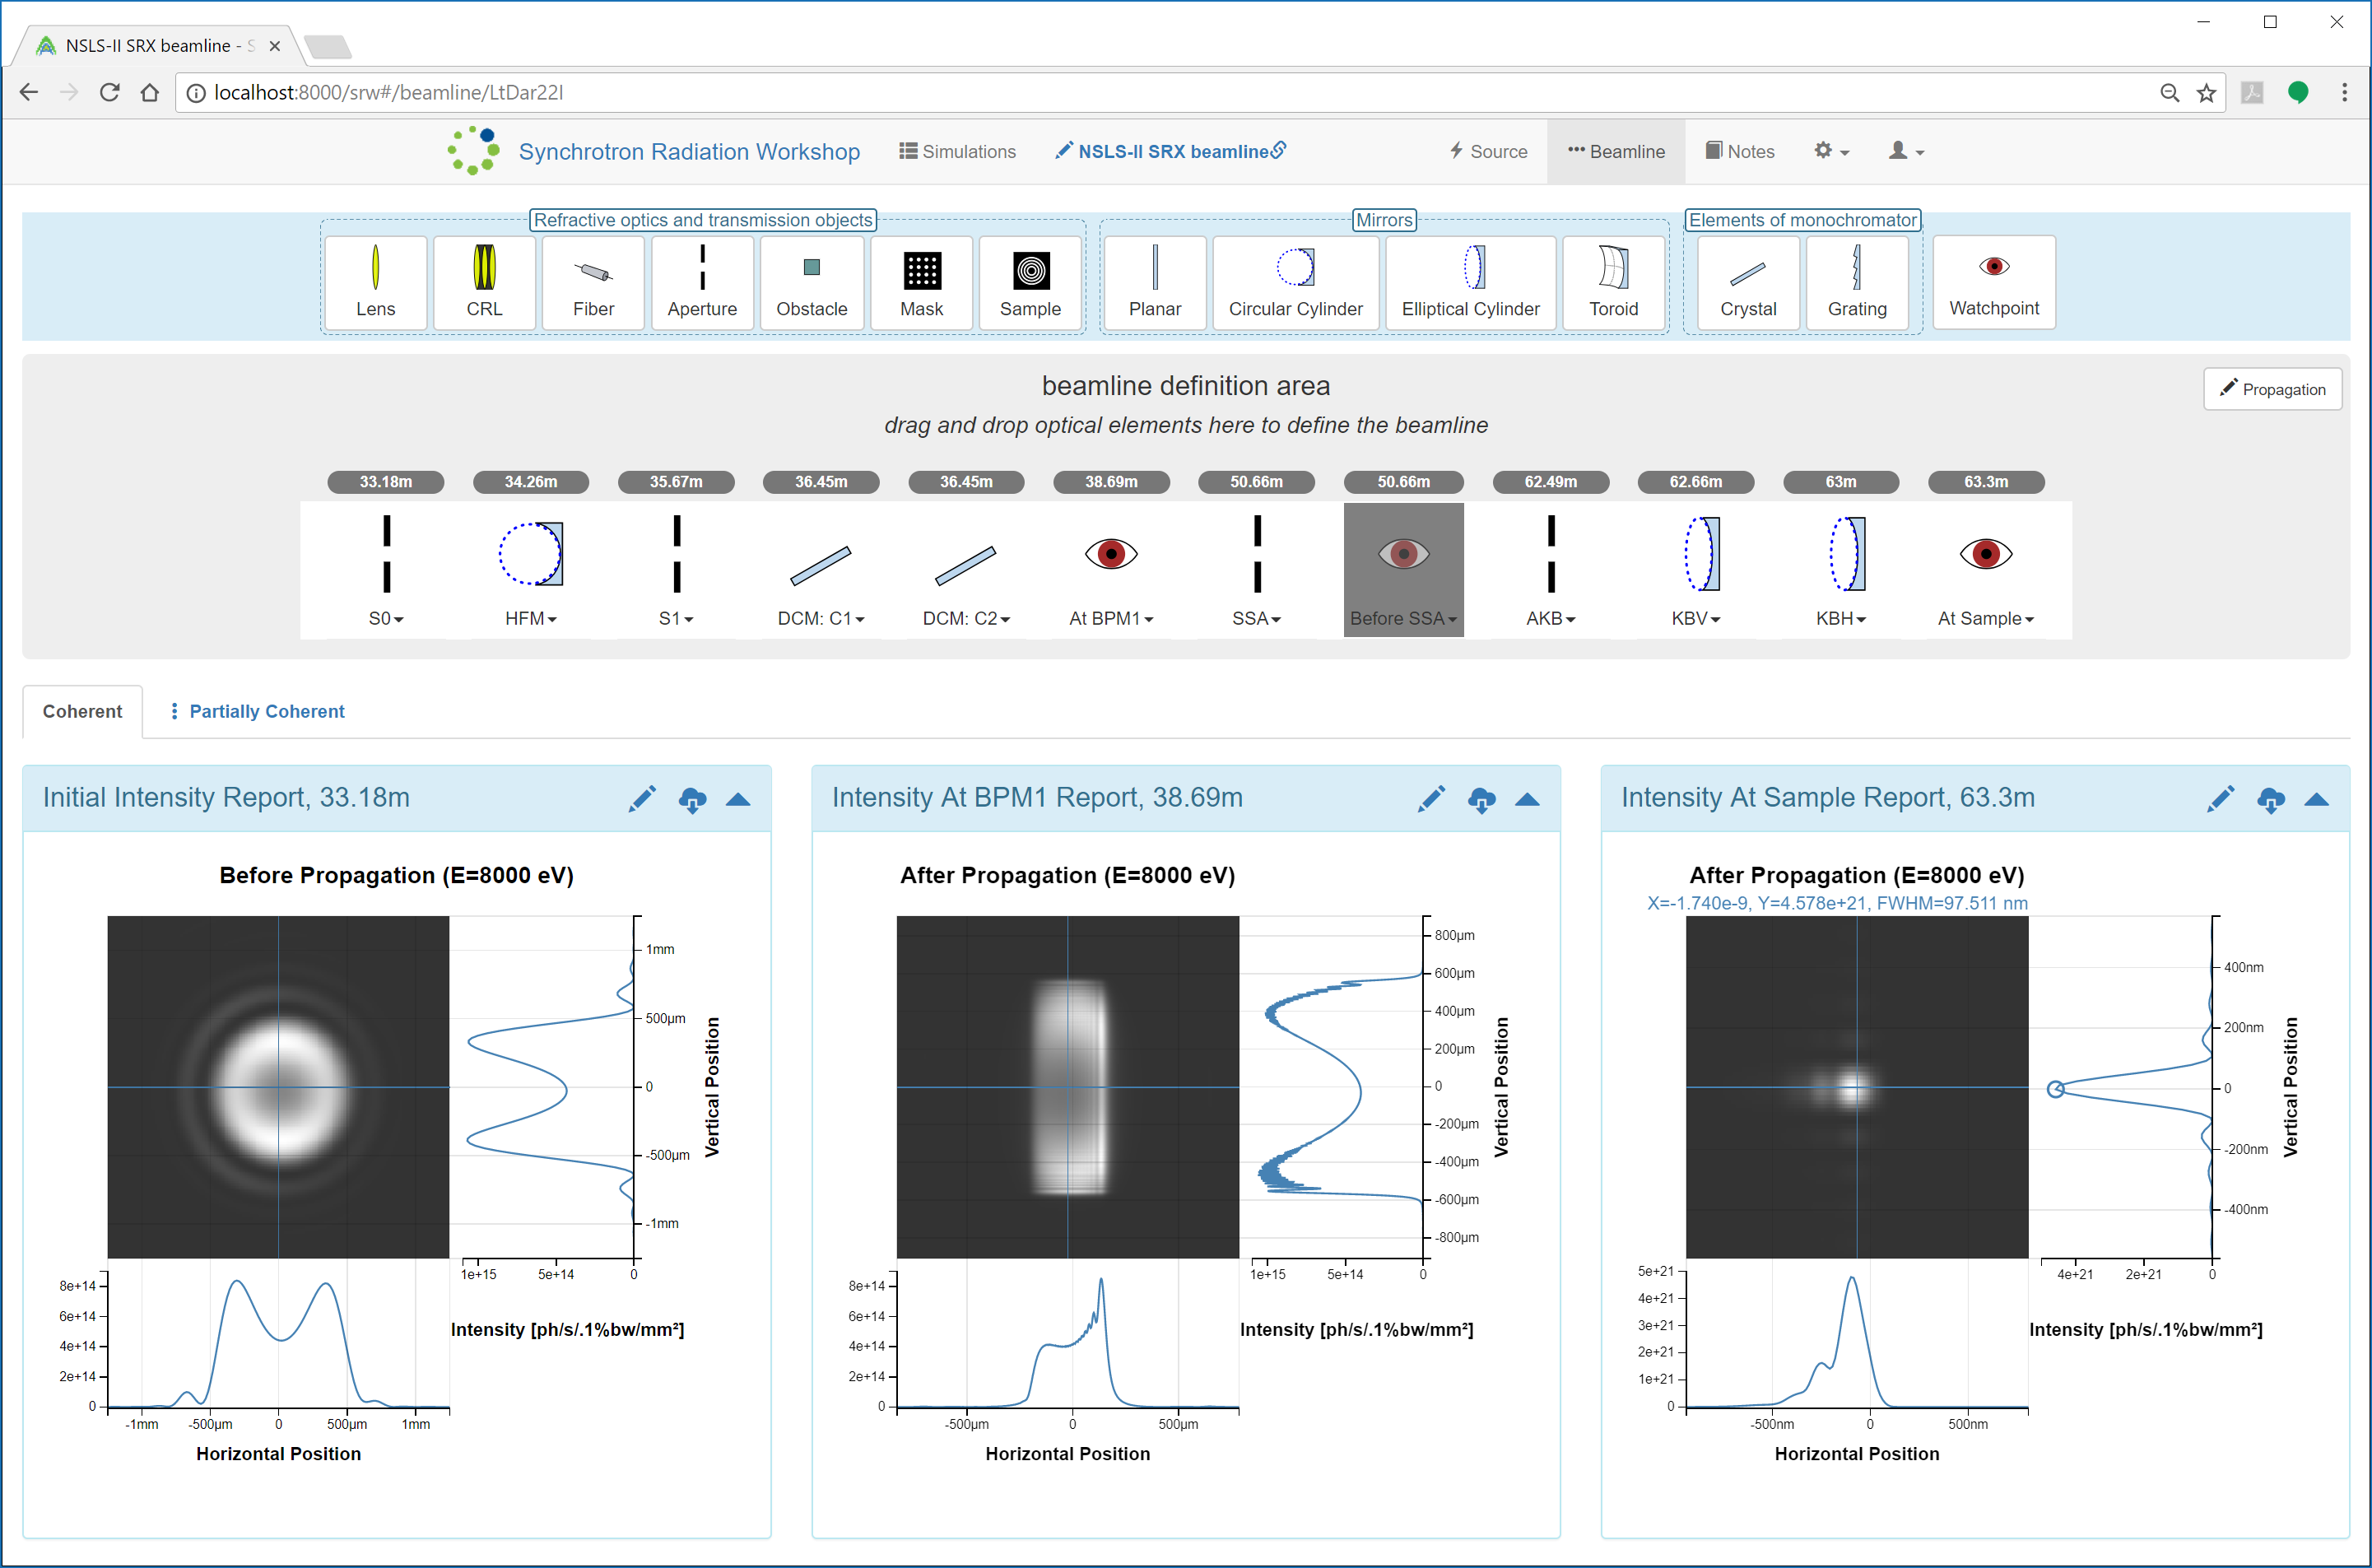 NSLS-II SRX beamline - S
localhost:8000/srw#/beamline/LtDar22I
Synchrotron Radiation Workshop
Simulations
NSLS-II SRX beamline
Source
Beamline
Notes
Refractive optics and transmission objects
Mirrors
Elements of monochromator
Lens
CRL
Fiber
Aperture
Obstacle
Mask
Sample
Planar
Circular Cylinder
Elliptical Cylinder
Toroid
Crystal
Grating
Watchpoint
beamline definition area
Propagation
drag and drop optical elements here to define the beamline
33.18m
34.26m
35.67m
36.45m
36.45m
38.69m
50.66m
50.66m
62.49m
62.66m
63m
63.3m
S0
HFM
S1
DCM: C1
DCM: C2
At BPM1
SSA
Before SSA
AKB
KBV
KBH
At Sample
Coherent
Partially Coherent
Initial Intensity Report, 33.18m
Before Propagation (E=8000 eV)
1mm
500µm
0
-500µm
-1mm
Vertical Position
1e+15
5e+14
0
8e+14
6e+14
4e+14
2e+14
0
Intensity [ph/s/.1%bw/mm²]
-1mm
-500µm
0
500µm
1mm
Horizontal Position
Intensity At BPM1 Report, 38.69m
After Propagation (E=8000 eV)
800µm
600µm
400µm
200µm
0
-200µm
-400µm
-600µm
-800µm
Vertical Position
1e+15
5e+14
0
8e+14
6e+14
4e+14
2e+14
0
Intensity [ph/s/.1%bw/mm²]
-500µm
0
500µm
Horizontal Position
Intensity At Sample Report, 63.3m
After Propagation (E=8000 eV)
X=-1.740e-9, Y=4.578e+21, FWHM=97.511 nm
400nm
200nm
0
-200nm
-400nm
Vertical Position
4e+21
2e+21
0
5e+21
4e+21
3e+21
2e+21
1e+21
0
Intensity [ph/s/.1%bw/mm²]
-500nm
0
500nm
Horizontal Position